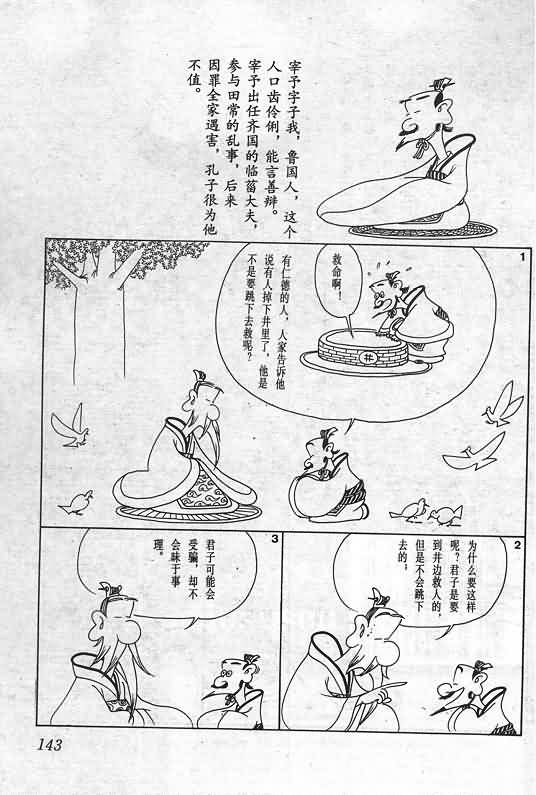 宰予字子我，鲁国人，这个
人口齿伶俐，能言善辩。
宰予出任齐国的临菑大夫，
参与田常的乱事，后来
因罪全家遇害，孔子很为他
不值。
1
救命啊！
井
有仁德的人，人家告诉他
说有人掉下井里了，他是
不是要跳下去救呢？
2
为什么要这样
呢？君子是要
到井边救人的，
但是不会跳下
去的，
3
君子可能会
受骗，却不
会昧于事
理。
143